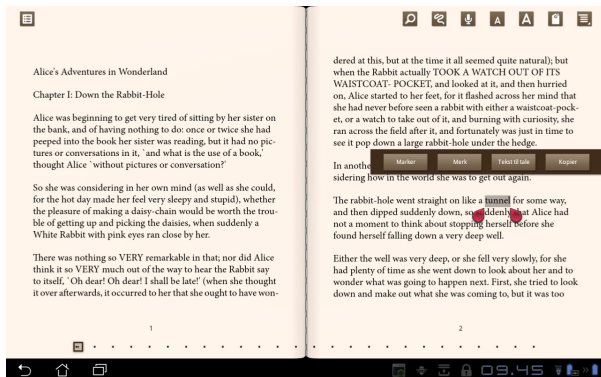 Alice's Adventures in Wonderland
Chapter I: Down the Rabbit-Hole
Alice was beginning to get very tired of sitting by her sister on
the bank, and of having nothing to do: once or twice she had
peeped into the book her sister was reading, but it had no pic-
tures or conversations in it, `and what is the use of a book,'
thought Alice `without pictures or conversation?'
So she was considering in her own mind (as well as she could,
for the hot day made her feel very sleepy and stupid), whether
the pleasure of making a daisy-chain would be worth the trou-
ble of getting up and picking the daisies, when suddenly a
White Rabbit with pink eyes ran close by her.
There was nothing so VERY remarkable in that; nor did Alice
think it so VERY much out of the way to hear the Rabbit say
to itself, `Oh dear! Oh dear! I shall be late!' (when she thought
it over afterwards, it occurred to her that she ought to have won-
1
dered at this, but at the time it all seemed quite natural); but
when the Rabbit actually TOOK A WATCH OUT OF ITS
WAISTCOAT- POCKET, and looked at it, and then hurried
on, Alice started to her feet, for it flashed across her mind that
she had never before seen a rabbit with either a waistcoat-pock-
et, or a watch to take out of it, and burning with curiosity, she
ran across the field after it, and fortunately was just in time to
see it pop down a large rabbit-hole under the hedge.
Marker Merk Tekst til tale Kopier
In anothe
sidering how in the world she was to get out again.
The rabbit-hole went straight on like a tunnel for some way,
and then dipped suddenly down, so suddenly that Alice had
not a moment to think about stopping herself before she
found herself falling down a very deep well.
Either the well was very deep, or she fell very slowly, for she
had plenty of time as she went down to look about her and to
wonder what was going to happen next. First, she tried to look
down and make out what she was coming to, but it was too
2
A A
09.45